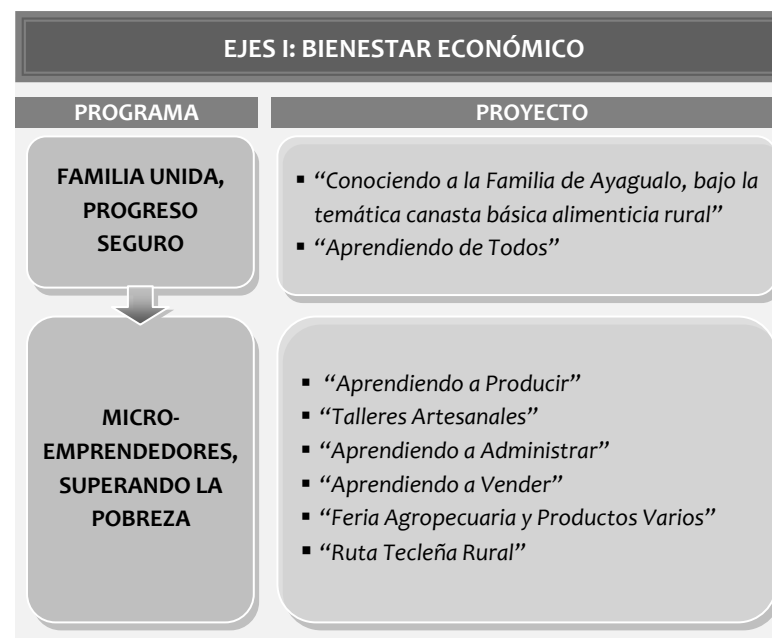 EJES I: BIENESTAR ECONÓMICO
PROGRAMA
PROYECTO
FAMILIA UNIDA,
PROGRESO
SEGURO
▪ “Conociendo a la Familia de Ayagualo, bajo la
temática canasta básica alimenticia rural”
▪ “Aprendiendo de Todos”
MICRO-
EMPRENDEDORES,
SUPERANDO LA
POBREZA
▪ “Aprendiendo a Producir”
▪ “Talleres Artesanales”
▪ “Aprendiendo a Administrar”
▪ “Aprendiendo a Vender”
▪ “Feria Agropecuaria y Productos Varios”
▪ “Ruta Tecleña Rural”